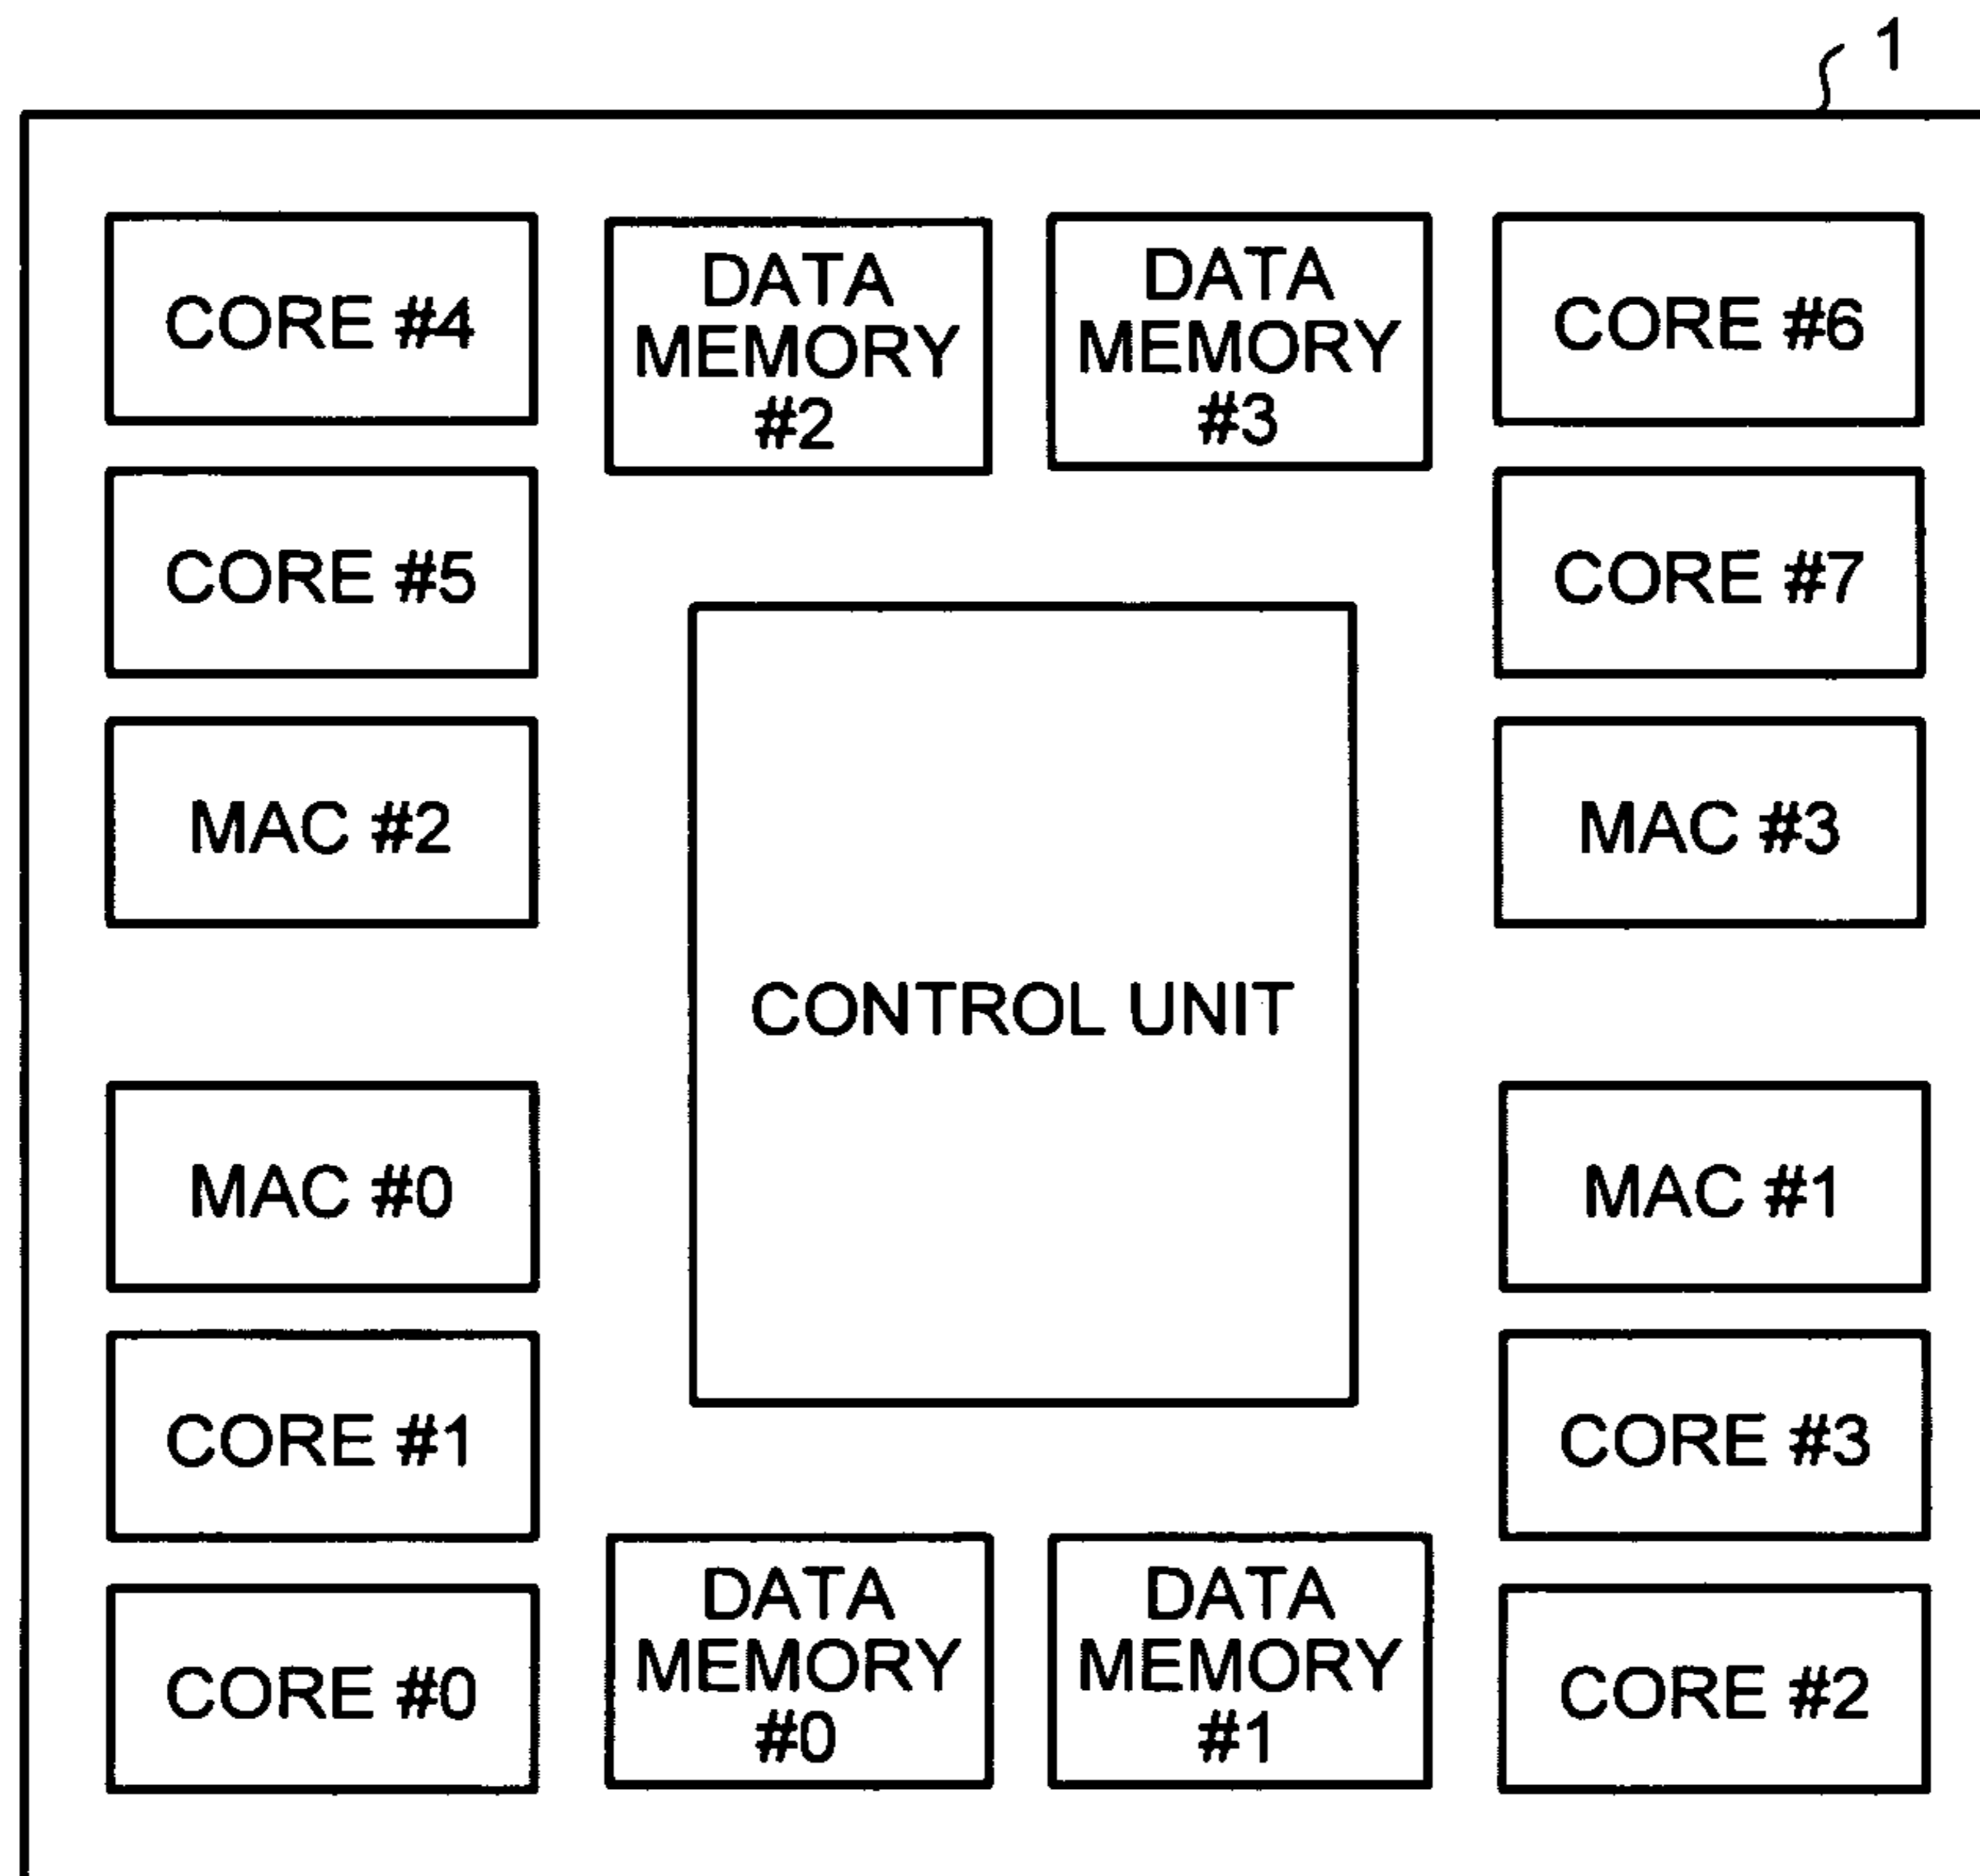 1
CORE #4
DATA
MEMORY
#2
DATA
MEMORY
#3
CORE #6
CORE #5
CORE #7
MAC #2
MAC #3
CONTROL UNIT
MAC #0
MAC #1
CORE #1
CORE #3
CORE #0
DATA
MEMORY
#0
DATA
MEMORY
#1
CORE #2